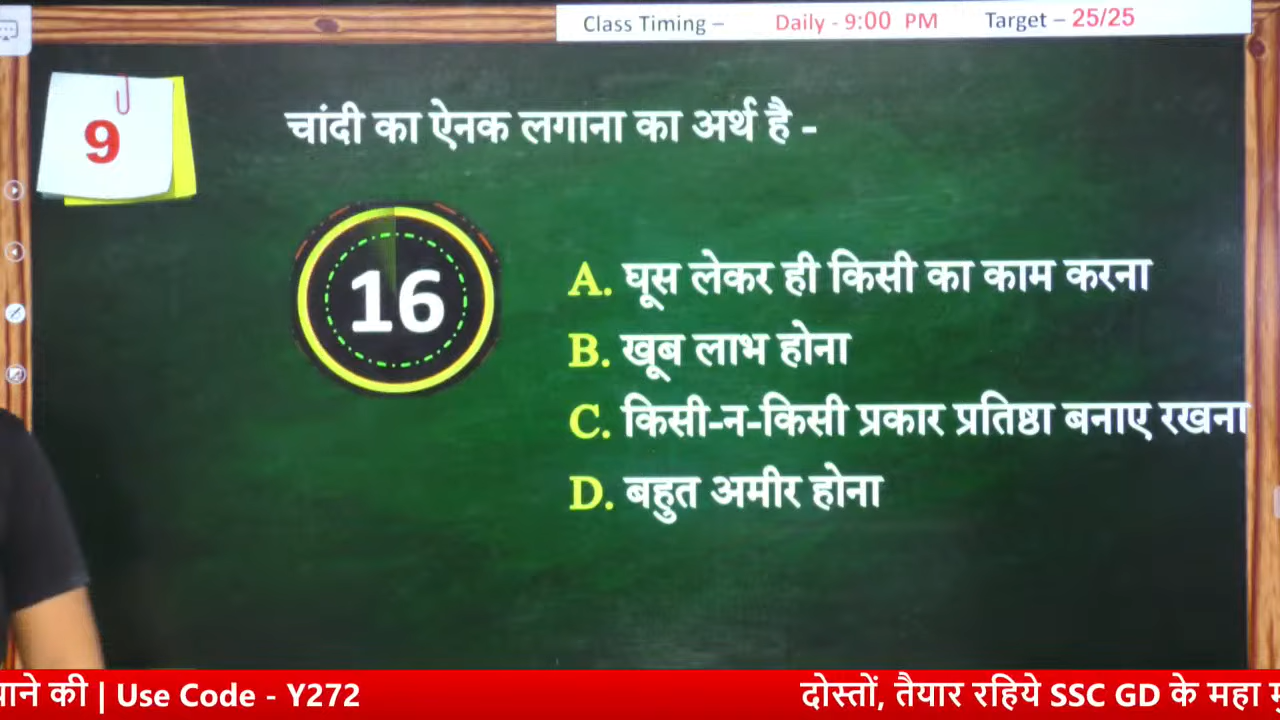 Class Timing – Daily - 9:00 PM Target – 25/25
9
चांदी का ऐनक लगाना का अर्थ है -
16
A. घूस लेकर ही किसी का काम करना
B. खूब लाभ होना
C. किसी-न-किसी प्रकार प्रतिष्ठा बनाए रखना
D. बहुत अमीर होना
की | Use Code - Y272
दोस्तों, तैयार रहिये SSC GD के महा